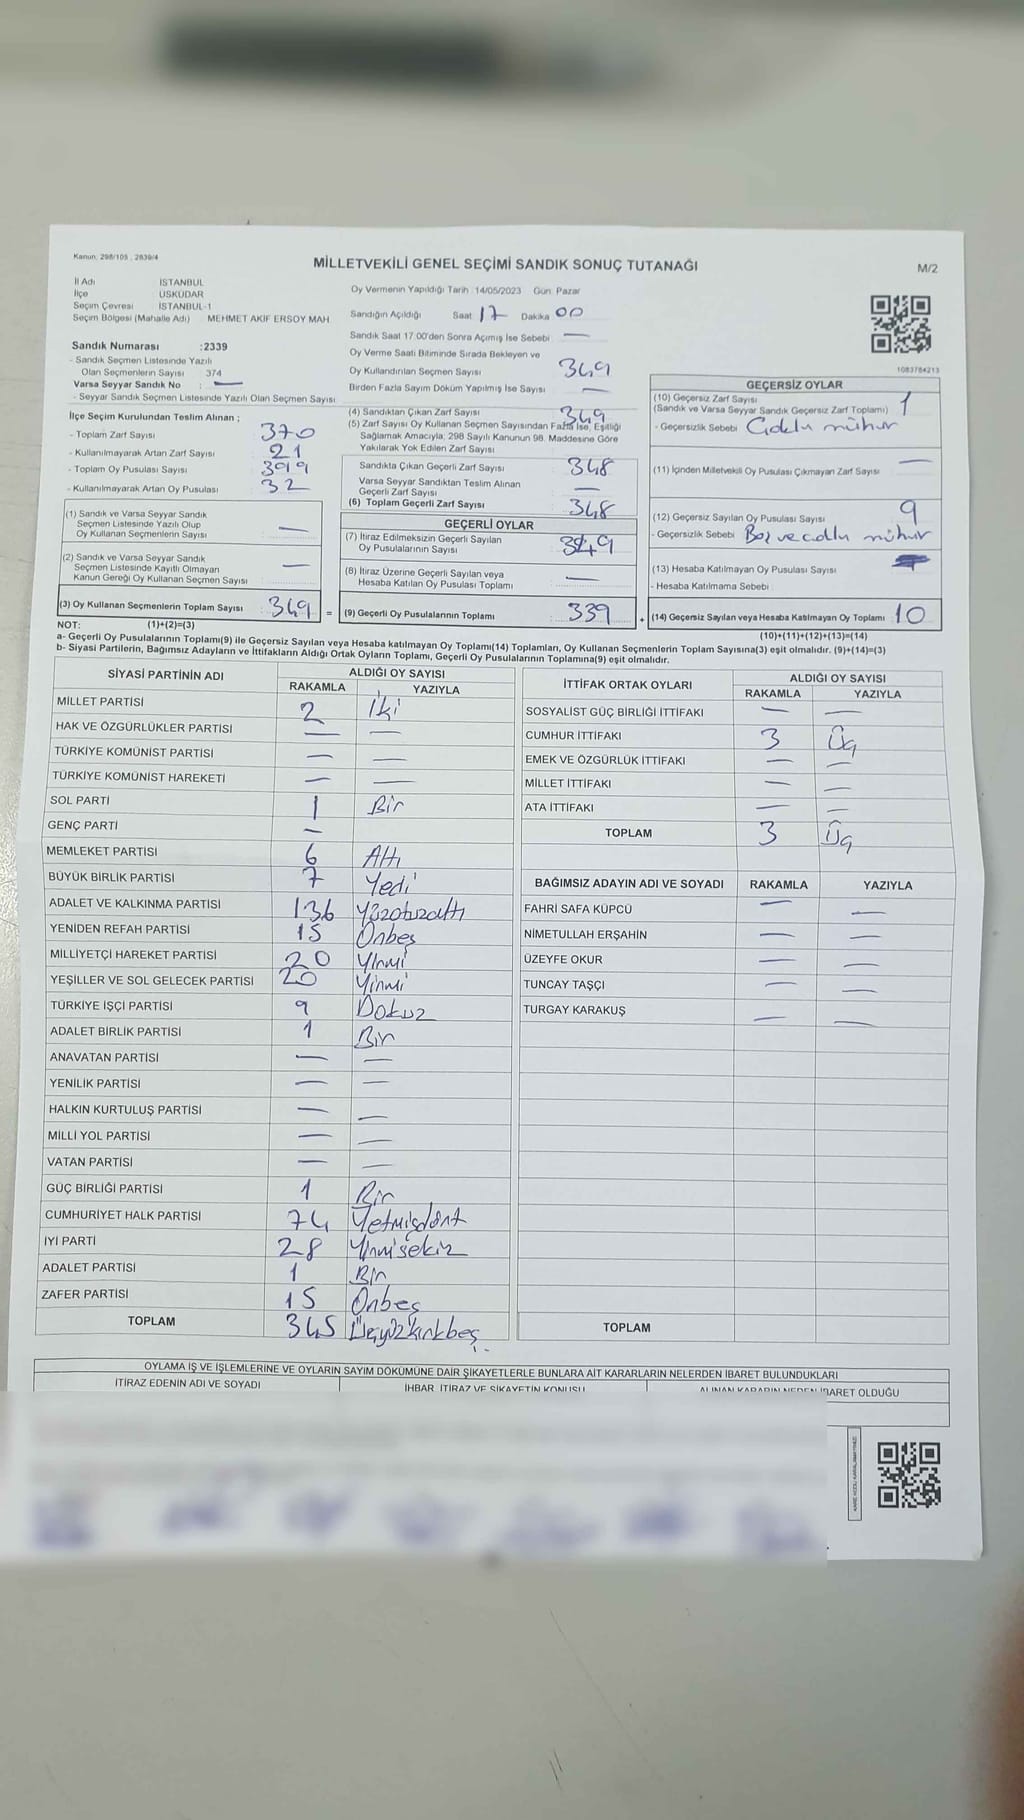 Kanun: 298/105 , 2839/4
MİLLETVEKİLİ GENEL SEÇİMİ SANDIK SONUÇ TUTANAĞI
M/2
İl Adı İSTANBUL
İlçe ÜSKÜDAR
Seçim Çevresi İSTANBUL-1
Seçim Bölgesi (Mahalle Adı) MEHMET AKİF ERSOY MAH.
Sandık Numarası :2339
- Sandık Seçmen Listesinde Yazılı
Olan Seçmenlerin Sayısı 374
Varsa Seyyar Sandık No : —
- Seyyar Sandık Seçmen Listesinde Yazılı Olan Seçmen Sayısı
Oy Vermenin Yapıldığı Tarih : 14/05/2023 Gün: Pazar
Sandığın Açıldığı Saat 17 Dakika 00
Sandık Saat 17:00'den Sonra Açımış İse Sebebi —
Oy Verme Saati Bitiminde Sırada Bekleyen ve
Oy Kullandırılan Seçmen Sayısı 349
Birden Fazla Sayım Döküm Yapılmış İse Sayısı —
1083784213
İlçe Seçim Kurulundan Teslim Alınan ;
- Toplam Zarf Sayısı 370
- Kullanılmayarak Artan Zarf Sayısı 21
- Toplam Oy Pusulası Sayısı 399
- Kullanılmayarak Artan Oy Pusulası 32
(4) Sandıktan Çıkan Zarf Sayısı 349
(5) Zarf Sayısı Oy Kullanan Seçmen Sayısından Fazla İse, Eşitliği
Sağlamak Amacıyla; 298 Sayılı Kanunun 98. Maddesine Göre
Yakılarak Yok Edilen Zarf Sayısı
Sandıkta Çıkan Geçerli Zarf Sayısı 348
Varsa Seyyar Sandıktan Teslim Alınan
Geçerli Zarf Sayısı —
(6) Toplam Geçerli Zarf Sayısı 348
GEÇERSİZ OYLAR
(10) Geçersiz Zarf Sayısı 1
(Sandık ve Varsa Seyyar Sandık Geçersiz Zarf Toplamı)
- Geçersizlik Sebebi Çoklu mühür
(11) İçinden Milletvekili Oy Pusulası Çıkmayan Zarf Sayısı —
(12) Geçersiz Sayılan Oy Pusulası Sayısı 9
- Geçersizlik Sebebi Boş ve çoklu mühür
(13) Hesaba Katılmayan Oy Pusulası Sayısı
- Hesaba Katılmama Sebebi
(14) Geçersiz Sayılan veya Hesaba Katılmayan Oy Toplamı 10
(10)+(11)+(12)+(13)=(14)
(1) Sandık ve Varsa Seyyar Sandık
Seçmen Listesinde Yazılı Olup
Oy Kullanan Seçmenlerin Sayısı —
(2) Sandık ve Varsa Seyyar Sandık
Seçmen Listesinde Kayıtlı Olmayan
Kanun Gereği Oy Kullanan Seçmen Sayısı —
(3) Oy Kullanan Seçmenlerin Toplam Sayısı 349 =
GEÇERLİ OYLAR
(7) İtiraz Edilmeksizin Geçerli Sayılan
Oy Pusulalarının Sayısı
(8) İtiraz Üzerine Geçerli Sayılan veya
Hesaba Katılan Oy Pusulası Toplamı —
(9) Geçerli Oy Pusulalarının Toplamı 339 +
NOT: (1)+(2)=(3)
a- Geçerli Oy Pusulalarının Toplamı(9) ile Geçersiz Sayılan veya Hesaba katılmayan Oy Toplamı(14) Toplamları, Oy Kullanan Seçmenlerin Toplam Sayısına(3) eşit olmalıdır. (9)+(14)=(3)
b- Siyasi Partilerin, Bağımsız Adayların ve İttifakların Aldığı Oy Sayıları Toplamı, Geçerli Oy Pusulalarının Toplamına(9) eşit olmalıdır.
SİYASİ PARTİNİN ADI ALDIĞI OY SAYISI
RAKAMLA YAZIYLA
MİLLET PARTİSİ 2 İki
HAK VE ÖZGÜRLÜKLER PARTİSİ — —
TÜRKİYE KOMÜNİST PARTİSİ — —
TÜRKİYE KOMÜNİST HAREKETİ — —
SOL PARTİ 1 Bir
GENÇ PARTİ —
MEMLEKET PARTİSİ 6 Altı
BÜYÜK BİRLİK PARTİSİ 7 Yedi
ADALET VE KALKINMA PARTİSİ 136 Yüzotuzaltı
YENİDEN REFAH PARTİSİ 15 Onbeş
MİLLİYETÇİ HAREKET PARTİSİ 20 Yirmi
YEŞİLLER VE SOL GELECEK PARTİSİ 20 Yirmi
TÜRKİYE İŞÇİ PARTİSİ 9 Dokuz
ADALET BİRLİK PARTİSİ 1 Bir
ANAVATAN PARTİSİ — —
YENİLİK PARTİSİ — —
HALKIN KURTULUŞ PARTİSİ — —
MİLLİ YOL PARTİSİ — —
VATAN PARTİSİ — —
GÜÇ BİRLİĞİ PARTİSİ 1 Bir
CUMHURİYET HALK PARTİSİ 74 Yetmişdört
İYİ PARTİ 28 Yirmisekiz
ADALET PARTİSİ 1 Bir
ZAFER PARTİSİ 15 Onbeş
TOPLAM 345 Üçyüzkırkbeş
İTTİFAK ORTAK OYLARI ALDIĞI OY SAYISI
RAKAMLA YAZIYLA
SOSYALİST GÜÇ BİRLİĞİ İTTİFAKI — —
CUMHUR İTTİFAKI 3 Üç
EMEK VE ÖZGÜRLÜK İTTİFAKI — —
MİLLET İTTİFAKI — —
ATA İTTİFAKI — —
TOPLAM 3 Üç
BAĞIMSIZ ADAYIN ADI VE SOYADI RAKAMLA YAZIYLA
FAHRİ SAFA KÜPCÜ — —
NİMETULLAH ERŞAHİN — —
ÜZEYFE OKUR — —
TUNCAY TAŞÇI — —
TURGAY KARAKUŞ — —
TOPLAM
OYLAMA İŞ VE İŞLEMLERİNE VE OYLARIN SAYIM DÖKÜMÜNE DAİR ŞİKAYETLERLE BUNLARA AİT KARARLARIN NELERDEN İBARET BULUNDUKLARI
İTİRAZ EDENİN ADI VE SOYADI İHBAR, İTİRAZ VE ŞİKAYETİN KONUSU ALINAN KARARIN NEDEN İBARET OLDUĞU